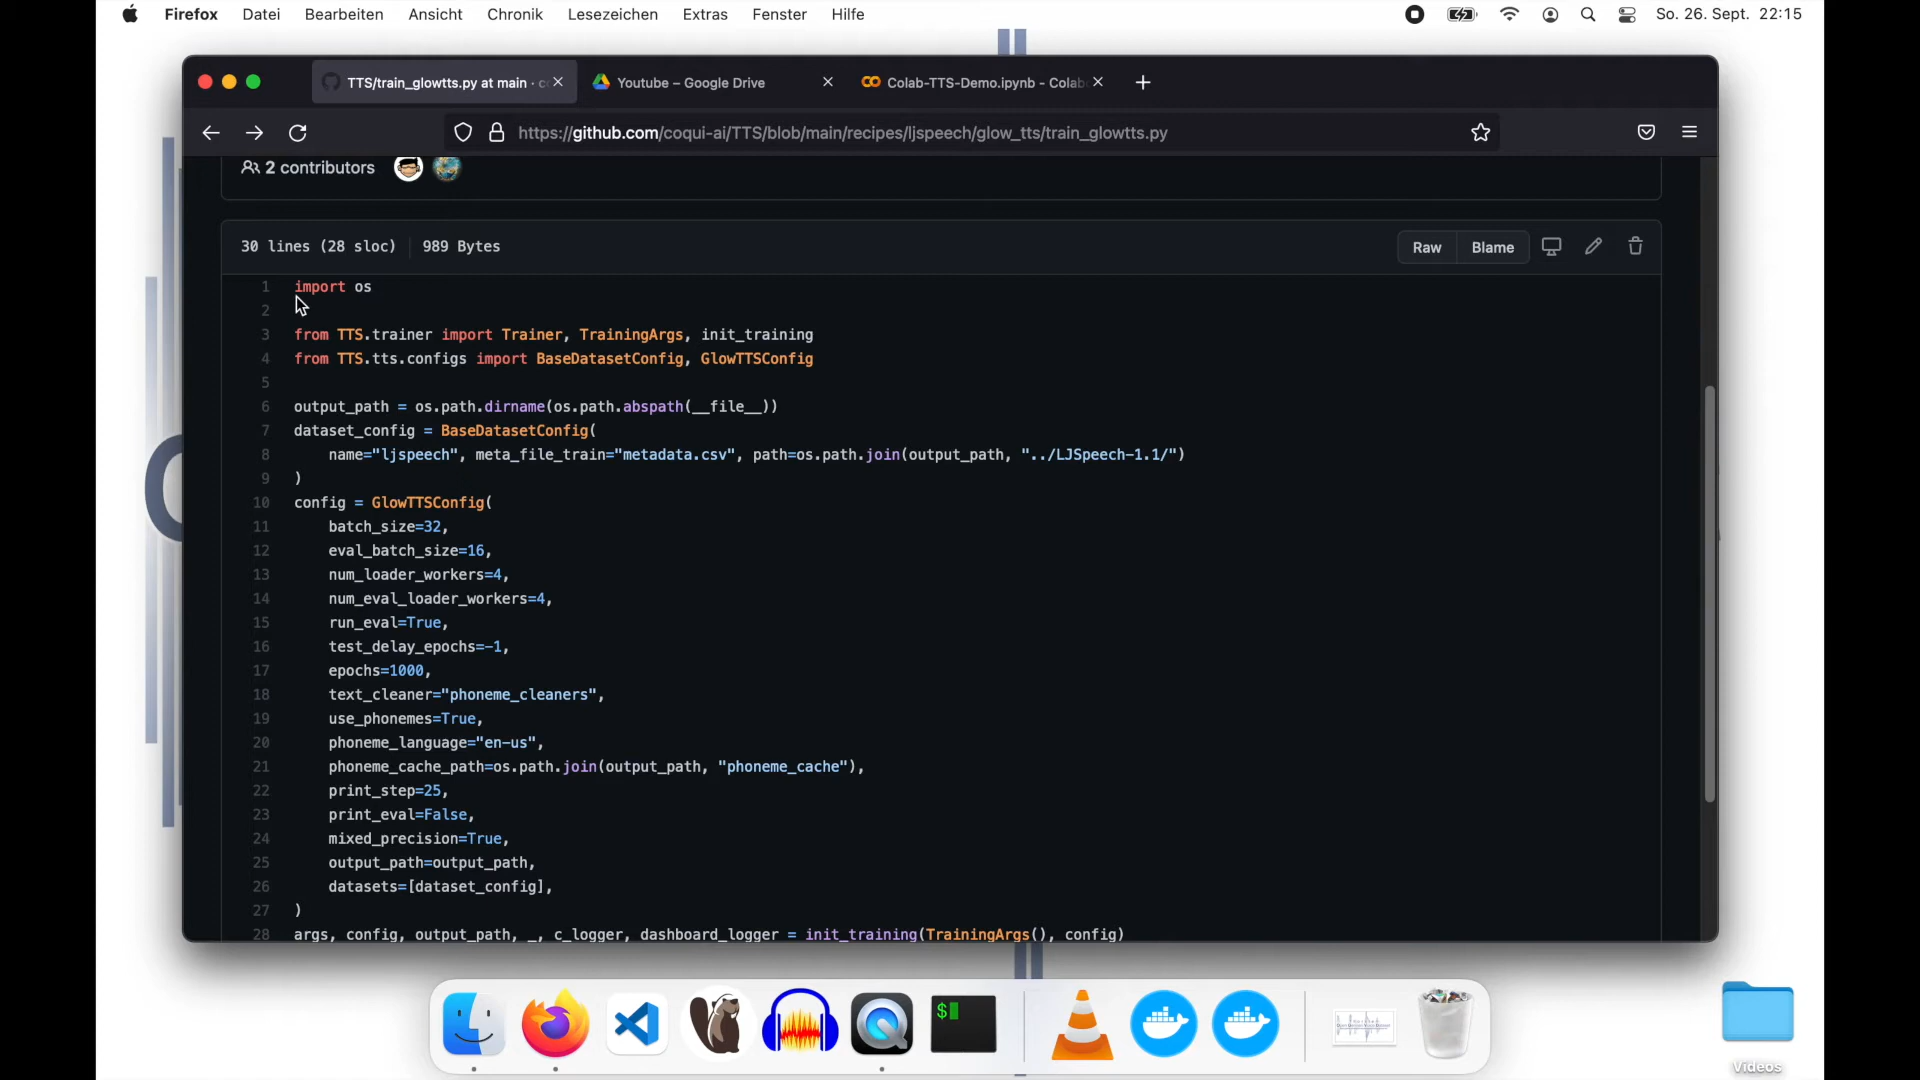 Firefox Datei Bearbeiten Ansicht Chronik Lesezeichen Extras Fenster Hilfe So. 26. Sept. 22:15
TTS/train_glowtts.py at main · c Youtube – Google Drive Colab-TTS-Demo.ipynb - Colab
https://github.com/coqui-ai/TTS/blob/main/recipes/ljspeech/glow_tts/train_glowtts.py
2 contributors
30 lines (28 sloc) 989 Bytes Raw Blame
1 import os
2
3 from TTS.trainer import Trainer, TrainingArgs, init_training
4 from TTS.tts.configs import BaseDatasetConfig, GlowTTSConfig
5
6 output_path = os.path.dirname(os.path.abspath(__file__))
7 dataset_config = BaseDatasetConfig(
8 name="ljspeech", meta_file_train="metadata.csv", path=os.path.join(output_path, "../LJSpeech-1.1/")
9 )
10 config = GlowTTSConfig(
11 batch_size=32,
12 eval_batch_size=16,
13 num_loader_workers=4,
14 num_eval_loader_workers=4,
15 run_eval=True,
16 test_delay_epochs=-1,
17 epochs=1000,
18 text_cleaner="phoneme_cleaners",
19 use_phonemes=True,
20 phoneme_language="en-us",
21 phoneme_cache_path=os.path.join(output_path, "phoneme_cache"),
22 print_step=25,
23 print_eval=False,
24 mixed_precision=True,
25 output_path=output_path,
26 datasets=[dataset_config],
27 )
28 args, config, output_path, _, c_logger, dashboard_logger = init_training(TrainingArgs(), config)
$
Videos